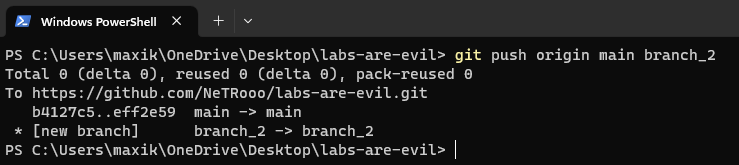 Windows PowerShell
PS C:\Users\maxik\OneDrive\Desktop\labs-are-evil> git push origin main branch_2
Total 0 (delta 0), reused 0 (delta 0), pack-reused 0
To https://github.com/NeTRooo/labs-are-evil.git
   b4127c5..eff2e59  main -> main
 * [new branch]      branch_2 -> branch_2
PS C:\Users\maxik\OneDrive\Desktop\labs-are-evil>